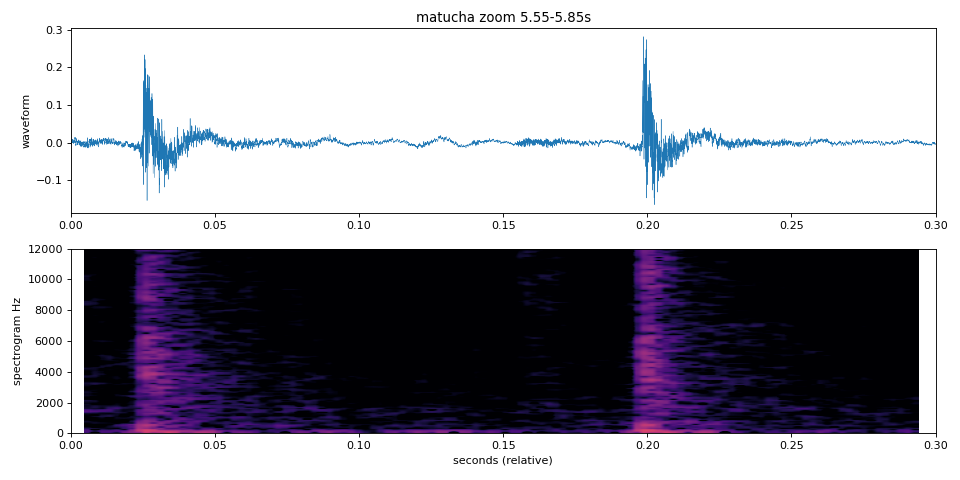 matucha zoom 5.55-5.85s
0.3
0.2
0.1
0.0
−0.1
waveform
0.00 0.05 0.10 0.15 0.20 0.25 0.30
12000
10000
8000
6000
4000
2000
0
spectrogram Hz
0.00 0.05 0.10 0.15 0.20 0.25 0.30
seconds (relative)